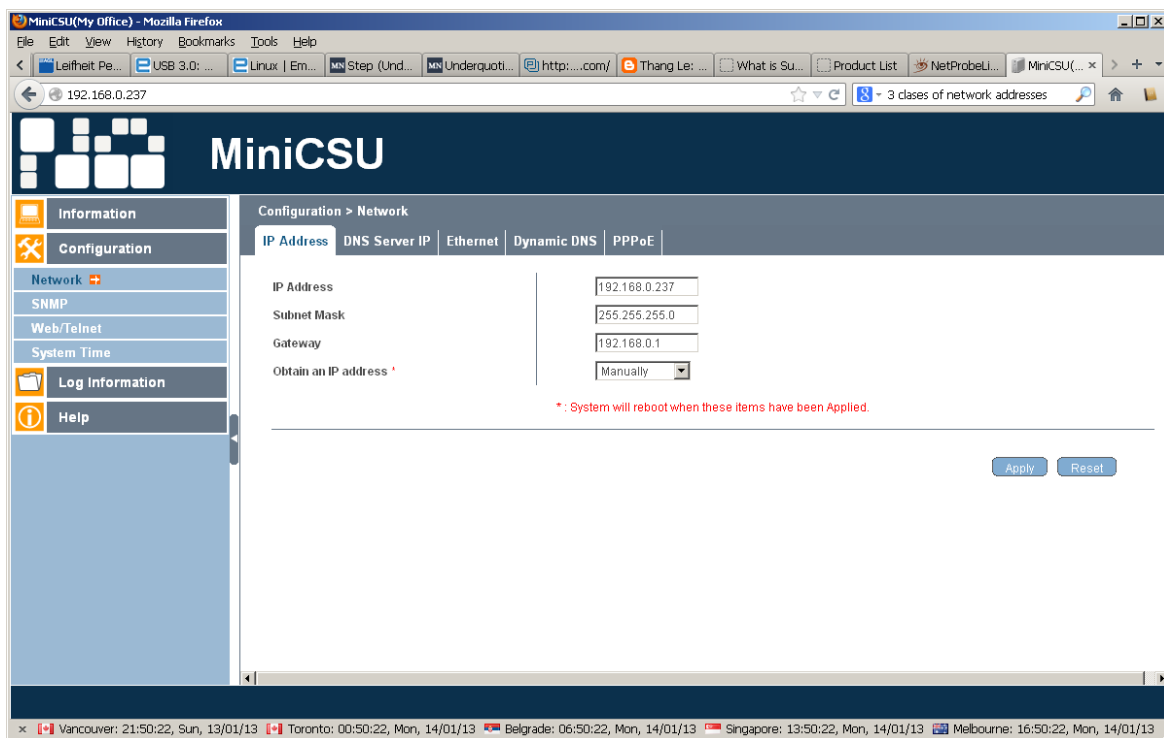 MiniCSU(My Office) - Mozilla Firefox
File Edit View History Bookmarks Tools Help
Leifheit Pe... USB 3.0: ... Linux | Em... Step (Und... Underquoti... http:....com/ Thang Le: ... What is Su... Product List NetProbeLi... MiniCSU(...
192.168.0.237 3 clases of network addresses
MiniCSU
Information
Configuration
Network
SNMP
Web/Telnet
System Time
Log Information
Help
Configuration > Network
IP Address DNS Server IP Ethernet Dynamic DNS PPPoE
IP Address 192.168.0.237
Subnet Mask 255.255.255.0
Gateway 192.168.0.1
Obtain an IP address * Manually
* : System will reboot when these items have been Applied.
Apply Reset
Vancouver: 21:50:22, Sun, 13/01/13 Toronto: 00:50:22, Mon, 14/01/13 Belgrade: 06:50:22, Mon, 14/01/13 Singapore: 13:50:22, Mon, 14/01/13 Melbourne: 16:50:22, Mon, 14/01/13